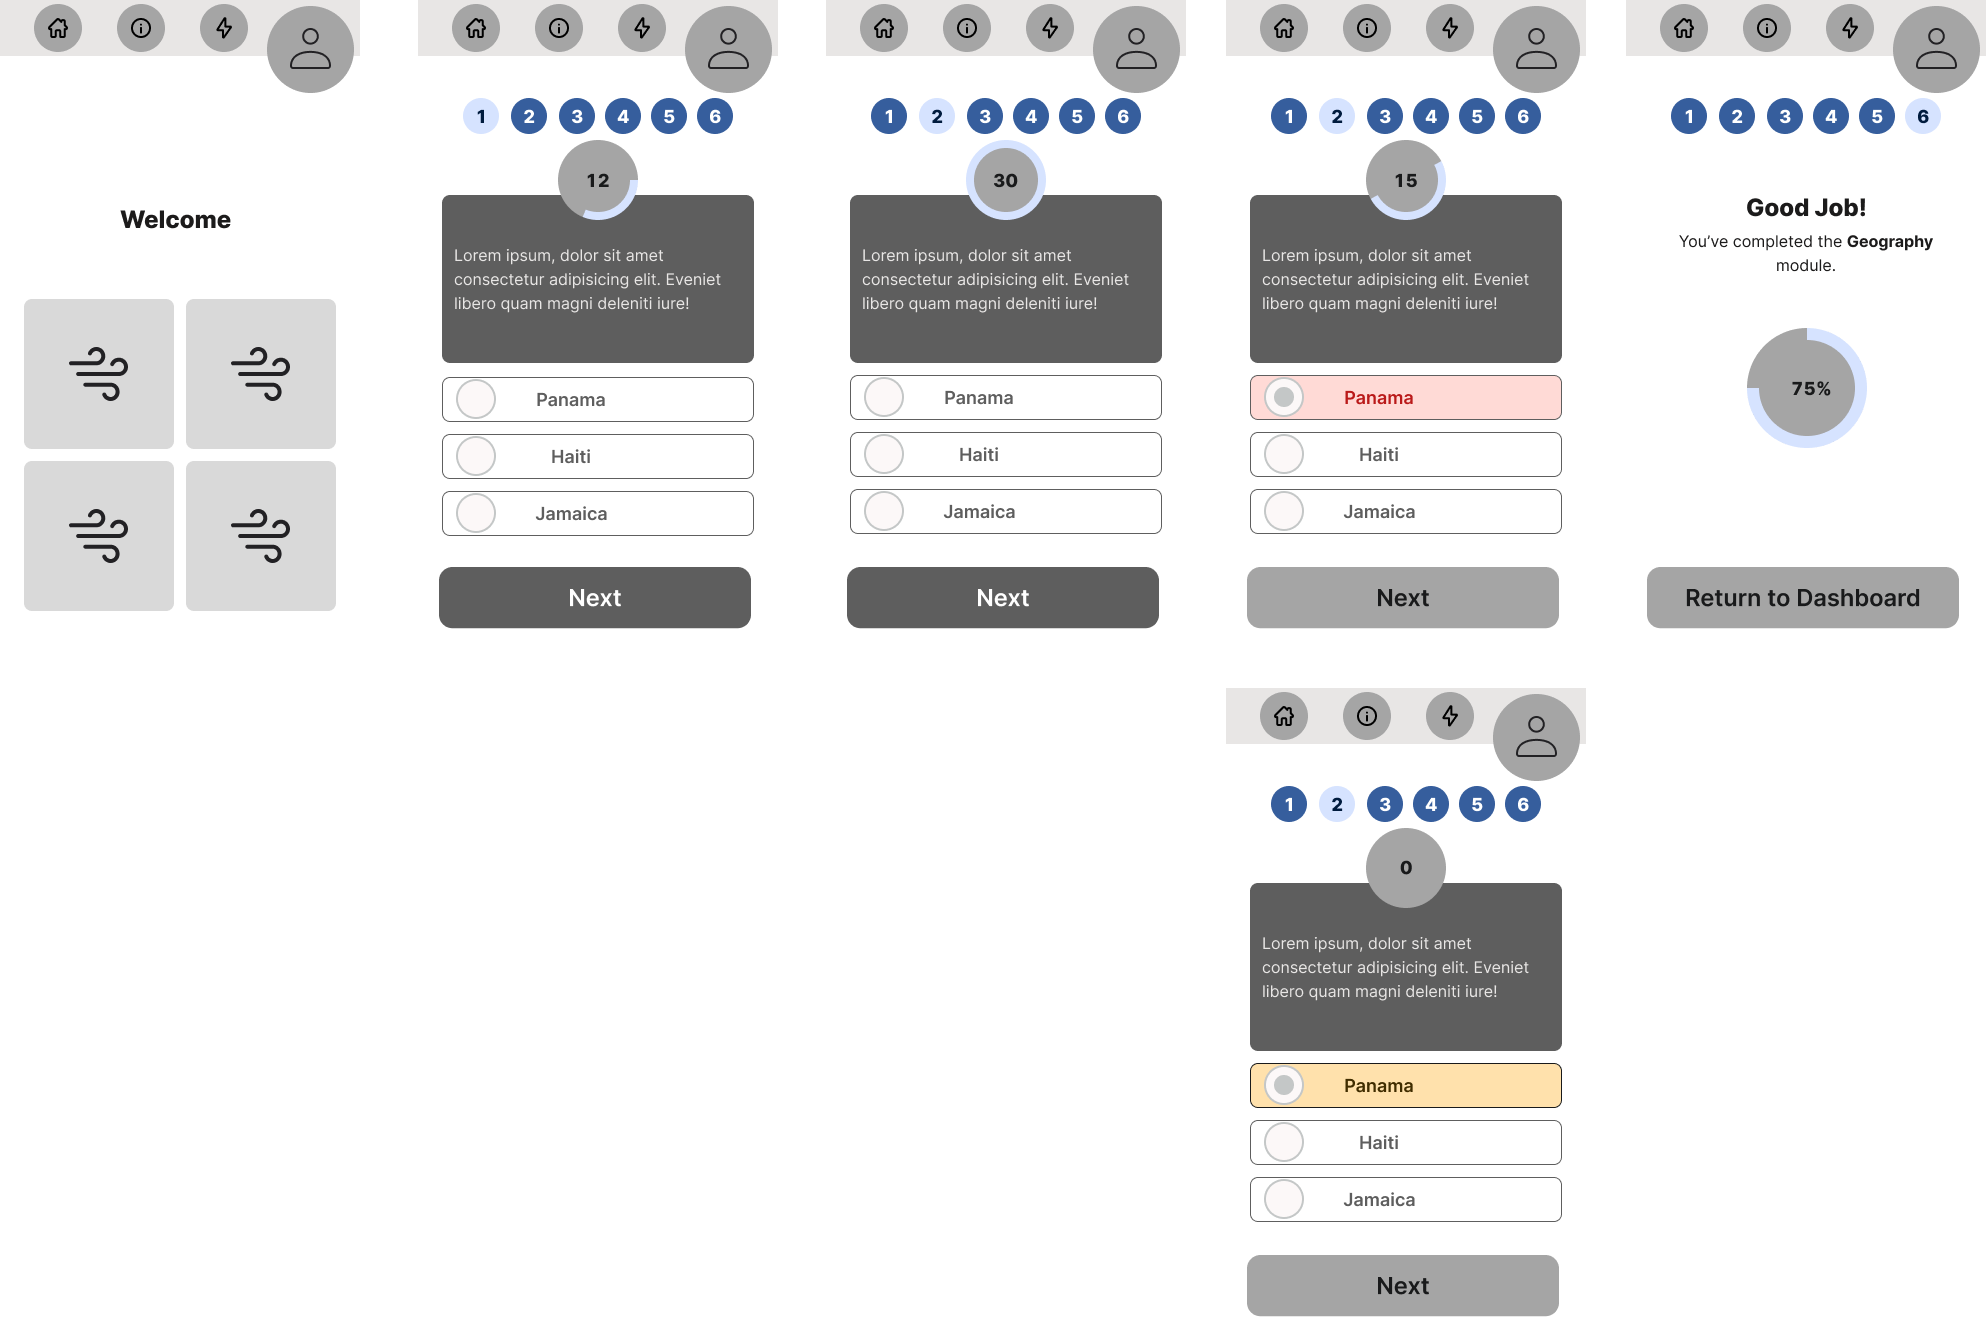 Welcome
1 2 3 4 5 6
12
Lorem ipsum, dolor sit amet
consectetur adipisicing elit. Eveniet
libero quam magni deleniti iure!
Panama
Haiti
Jamaica
Next
1 2 3 4 5 6
30
Lorem ipsum, dolor sit amet
consectetur adipisicing elit. Eveniet
libero quam magni deleniti iure!
Panama
Haiti
Jamaica
Next
1 2 3 4 5 6
15
Lorem ipsum, dolor sit amet
consectetur adipisicing elit. Eveniet
libero quam magni deleniti iure!
Panama
Haiti
Jamaica
Next
1 2 3 4 5 6
Good Job!
You’ve completed the Geography
module.
75%
Return to Dashboard
1 2 3 4 5 6
0
Lorem ipsum, dolor sit amet
consectetur adipisicing elit. Eveniet
libero quam magni deleniti iure!
Panama
Haiti
Jamaica
Next